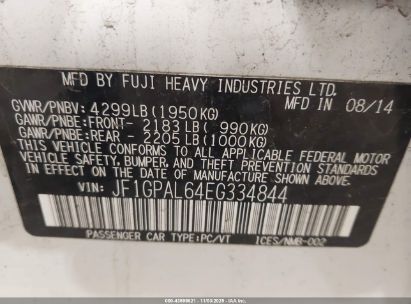 MFD BY FUJI HEAVY INDUSTRIES LTD.
GVWR/PNBV: 4299LB(1950KG) MFD IN 08/14
GAWR/PNBE: FRONT- 2183LB( 990KG)
GAWR/PNBE: REAR - 2205LB(1000KG)
THIS VEHICLE CONFORMS TO ALL APPLICABLE FEDERAL MOTOR
VEHICLE SAFETY, BUMPER, AND THEFT PREVENTION STANDARDS
IN EFFECT ON THE DATE OF MANUFACTURE SHOWN ABOVE.
VIN: JF1GPAL64EG334844
PASSENGER CAR TYPE:PC/VT ICES/NMB-002